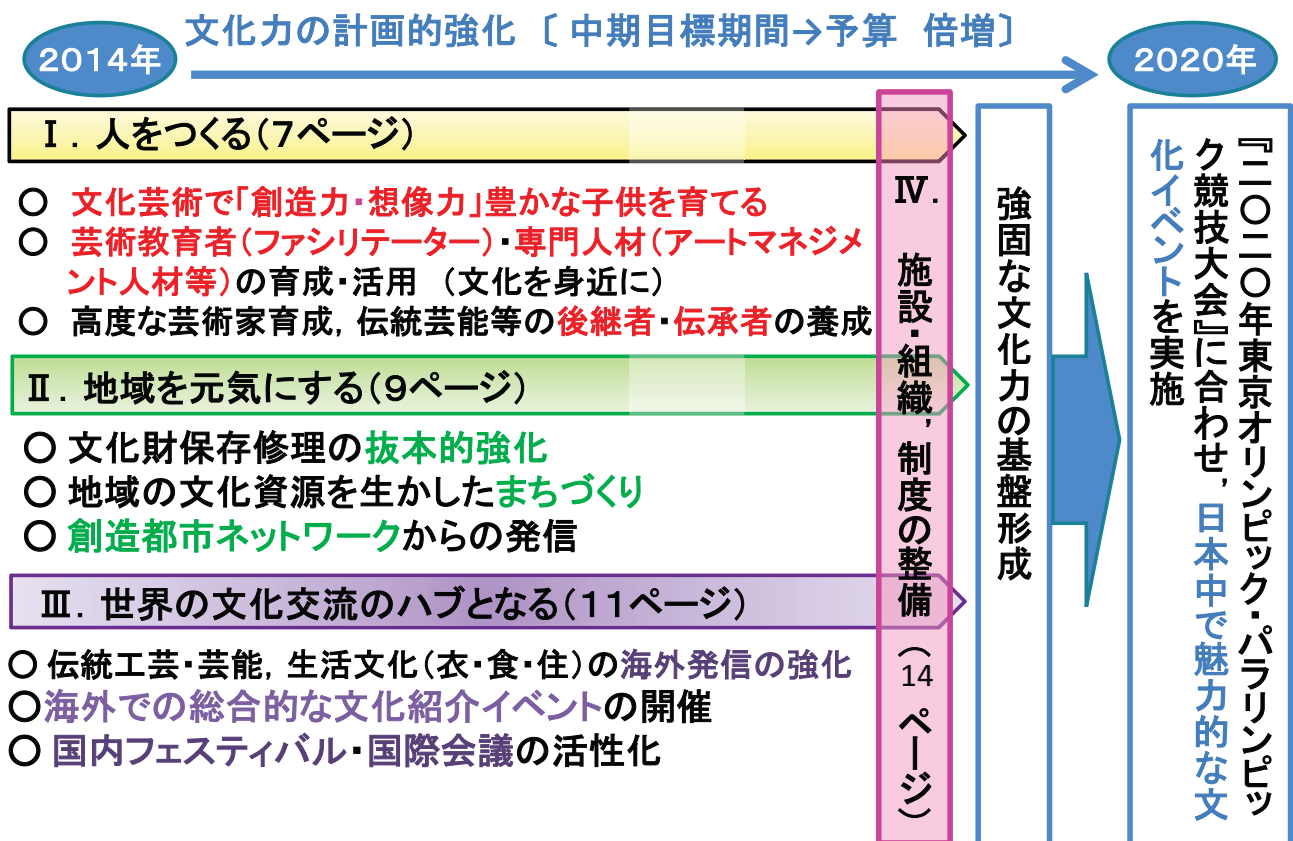 2014年
文化力の計画的強化 〔 中期目標期間→予算　倍増〕
2020年
Ⅰ．人をつくる（７ページ）
○ 文化芸術で「創造力・想像力」豊かな子供を育てる
○ 芸術教育者（ファシリテーター）・専門人材（アートマネジメ
ント人材等）の育成・活用　（文化を身近に）
○ 高度な芸術家育成，伝統芸能等の後継者・伝承者の養成
Ⅱ．地域を元気にする（９ページ）
○ 文化財保存修理の抜本的強化
○ 地域の文化資源を生かしたまちづくり
○ 創造都市ネットワークからの発信
Ⅲ．世界の文化交流のハブとなる（１１ページ）
○ 伝統工芸・芸能，生活文化（衣・食・住）の海外発信の強化
○海外での総合的な文化紹介イベントの開催
○ 国内フェスティバル・国際会議の活性化
Ⅳ．　施設・組織，制度の整備（14ページ）
強固な文化力の基盤形成
『二〇二〇年東京オリンピック・パラリンピッ
ク競技大会』に合わせ，日本中で魅力的な文
化イベントを実施